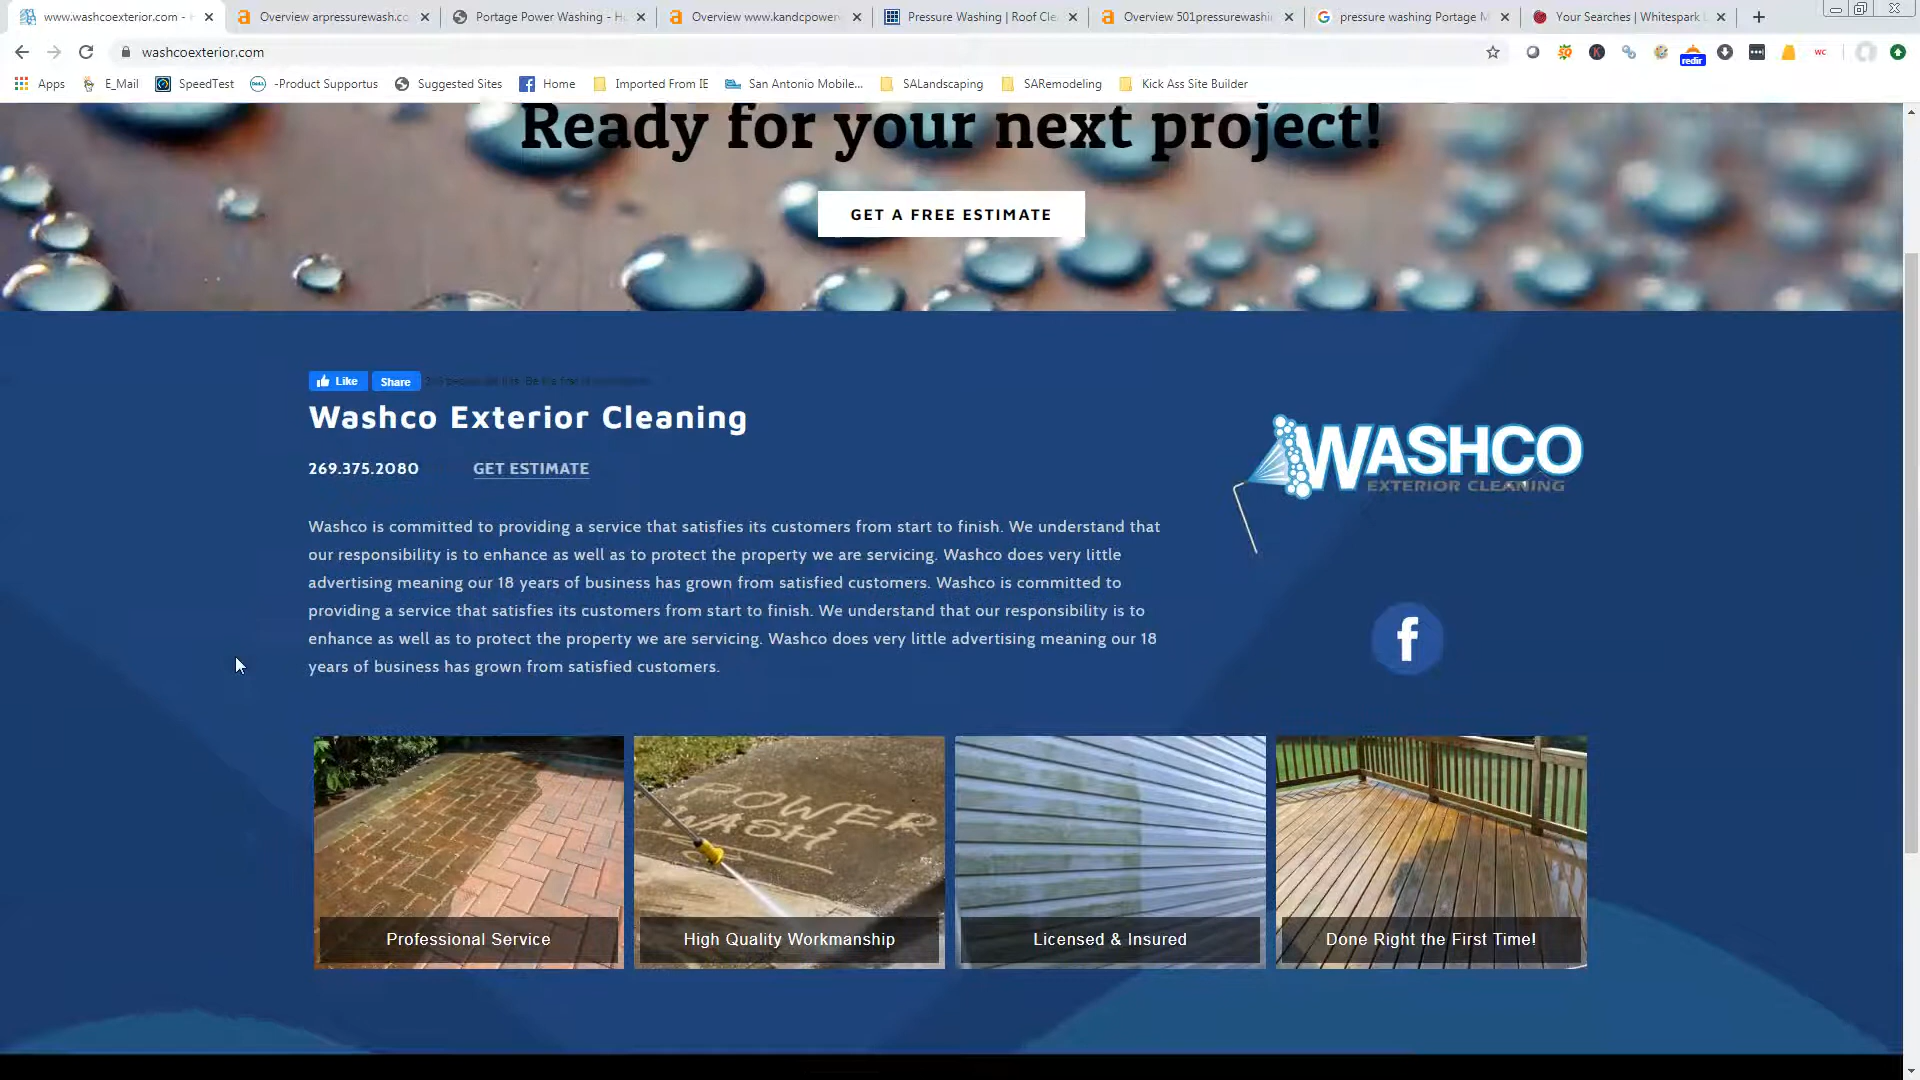 www.washcoexterior.com -
Overview arpressurewash.co
Portage Power Washing - H
Overview www.kandcpower
Pressure Washing | Roof Cle
Overview 501pressurewashi
pressure washing Portage M
Your Searches | Whitespark
washcoexterior.com
redir
WC
Apps
E_Mail
SpeedTest
-Product Supportus
Suggested Sites
Home
Imported From IE
San Antonio Mobile...
SALandscaping
SARemodeling
Kick Ass Site Builder
Ready for your next project!
GET A FREE ESTIMATE
Like
Share
Washco Exterior Cleaning
269.375.2080
GET ESTIMATE
WASHCO
EXTERIOR CLEANING
Washco is committed to providing a service that satisfies its customers from start to finish. We understand that
our responsibility is to enhance as well as to protect the property we are servicing. Washco does very little
advertising meaning our 18 years of business has grown from satisfied customers. Washco is committed to
providing a service that satisfies its customers from start to finish. We understand that our responsibility is to
enhance as well as to protect the property we are servicing. Washco does very little advertising meaning our 18
years of business has grown from satisfied customers.
POWER
WASH
Professional Service
High Quality Workmanship
Licensed & Insured
Done Right the First Time!